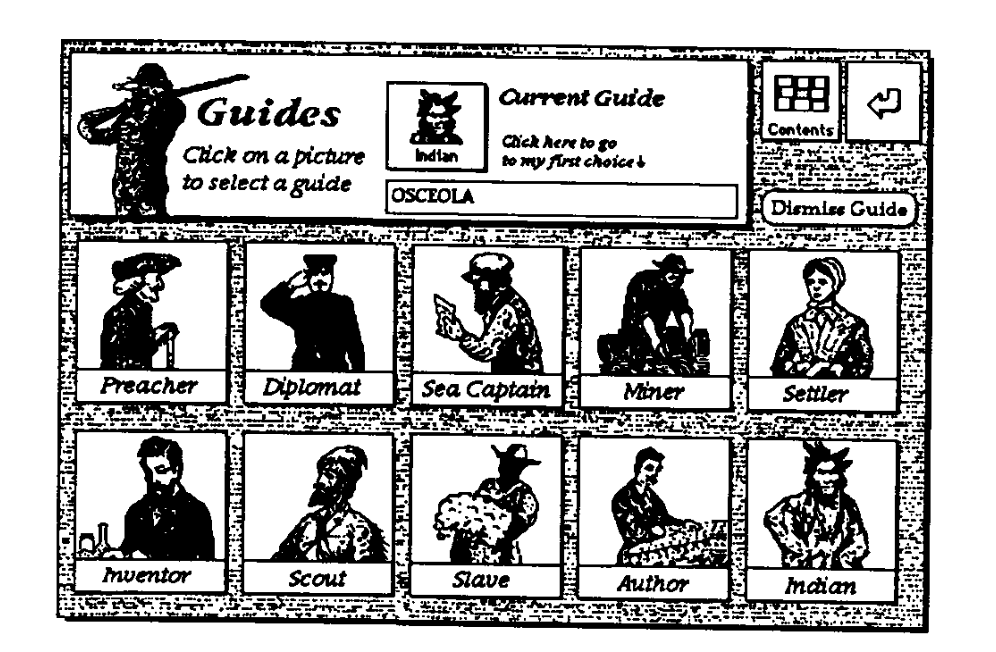 Guides
Click on a picture
to select a guide
Indian
Current Guide
Click here to go
to my first choice
OSCEOLA
Contents
Dismiss Guide
Preacher
Diplomat
Sea Captain
Miner
Settler
Inventor
Scout
Slave
Author
Indian